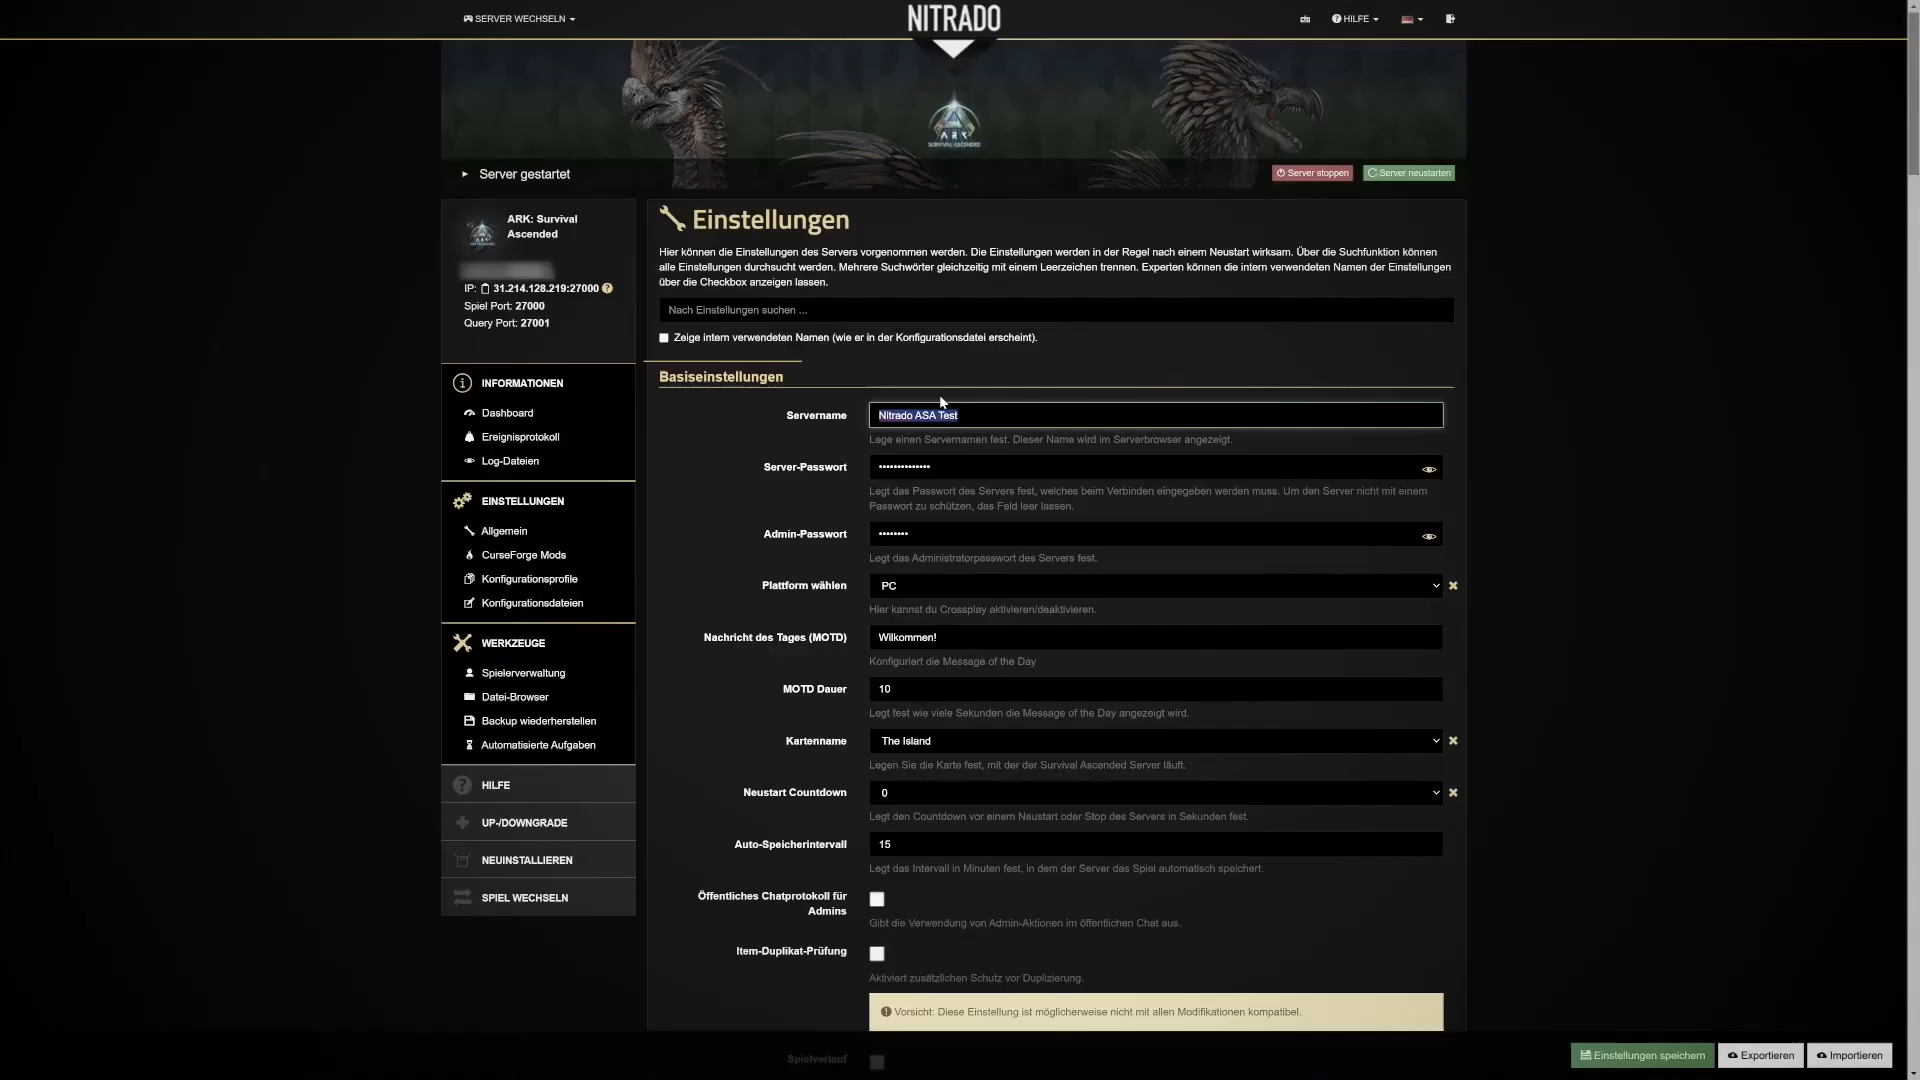 SERVER WECHSELN
NITRADO
HILFE
ARK
SURVIVAL ASCENDED
Server gestartet
Server stoppen
Server neustarten
ARK: Survival
Ascended
IP: 31.214.128.219:27000
Spiel Port: 27000
Query Port: 27001
INFORMATIONEN
Dashboard
Ereignisprotokoll
Log-Dateien
EINSTELLUNGEN
Allgemein
CurseForge Mods
Konfigurationsprofile
Konfigurationsdateien
WERKZEUGE
Spielerverwaltung
Datei-Browser
Backup wiederherstellen
Automatisierte Aufgaben
HILFE
UP-/DOWNGRADE
NEUINSTALLIEREN
SPIEL WECHSELN
Einstellungen
Hier können die Einstellungen des Servers vorgenommen werden. Die Einstellungen werden in der Regel nach einem Neustart wirksam. Über die Suchfunktion können
alle Einstellungen durchsucht werden. Mehrere Suchwörter gleichzeitig mit einem Leerzeichen trennen. Experten können die intern verwendeten Namen der Einstellungen
über die Checkbox anzeigen lassen.
Nach Einstellungen suchen ...
Zeige intern verwendeten Namen (wie er in der Konfigurationsdatei erscheint).
Basiseinstellungen
Servername
Nitrado ASA Test
Lege einen Servernamen fest. Dieser Name wird im Serverbrowser angezeigt.
Server-Passwort
••••••••••••••
Legt das Passwort des Servers fest, welches beim Verbinden eingegeben werden muss. Um den Server nicht mit einem
Passwort zu schützen, das Feld leer lassen.
Admin-Passwort
••••••••
Legt das Administratorpasswort des Servers fest.
Plattform wählen
PC
Hier kannst du Crossplay aktivieren/deaktivieren.
Nachricht des Tages (MOTD)
Wilkommen!
Konfiguriert die Message of the Day
MOTD Dauer
10
Legt fest wie viele Sekunden die Message of the Day angezeigt wird.
Kartenname
The Island
Legen Sie die Karte fest, mit der der Survival Ascended Server läuft.
Neustart Countdown
0
Legt den Countdown vor einem Neustart oder Stop des Servers in Sekunden fest.
Auto-Speicherintervall
15
Legt das Intervall in Minuten fest, in dem der Server das Spiel automatisch speichert.
Öffentliches Chatprotokoll für
Admins
Gibt die Verwendung von Admin-Aktionen im öffentlichen Chat aus.
Item-Duplikat-Prüfung
Aktiviert zusätzlichen Schutz vor Duplizierung.
Vorsicht: Diese Einstellung ist möglicherweise nicht mit allen Modifikationen kompatibel.
Spielverlauf
Einstellungen speichern
Exportieren
Importieren